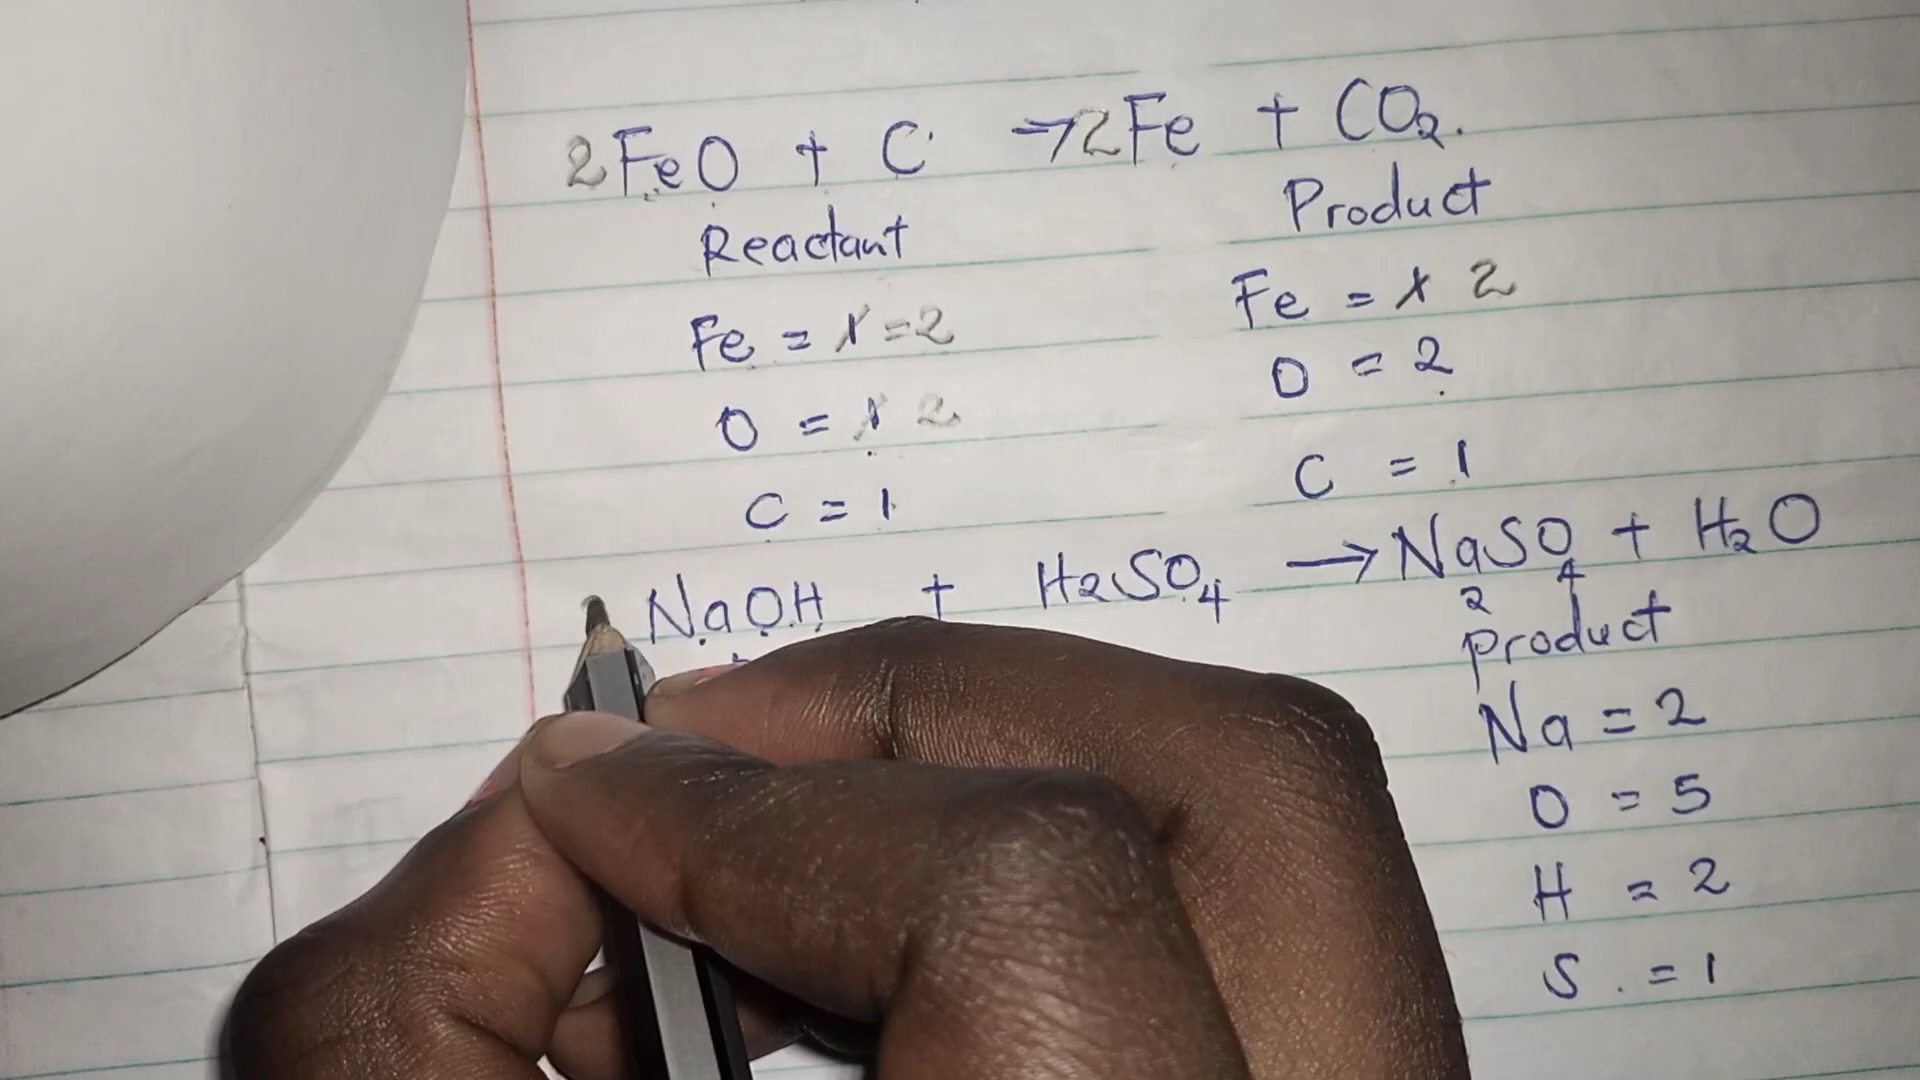 2FeO + C → 2Fe + CO₂.
Reactant Product
Fe = 1 = 2 Fe = 1 2
O = 1 2 O = 2
C = 1 C = 1
NaOH + H₂SO₄ → Na₂SO₄ + H₂O
Product
Na = 2
O = 5
H = 2
S = 1